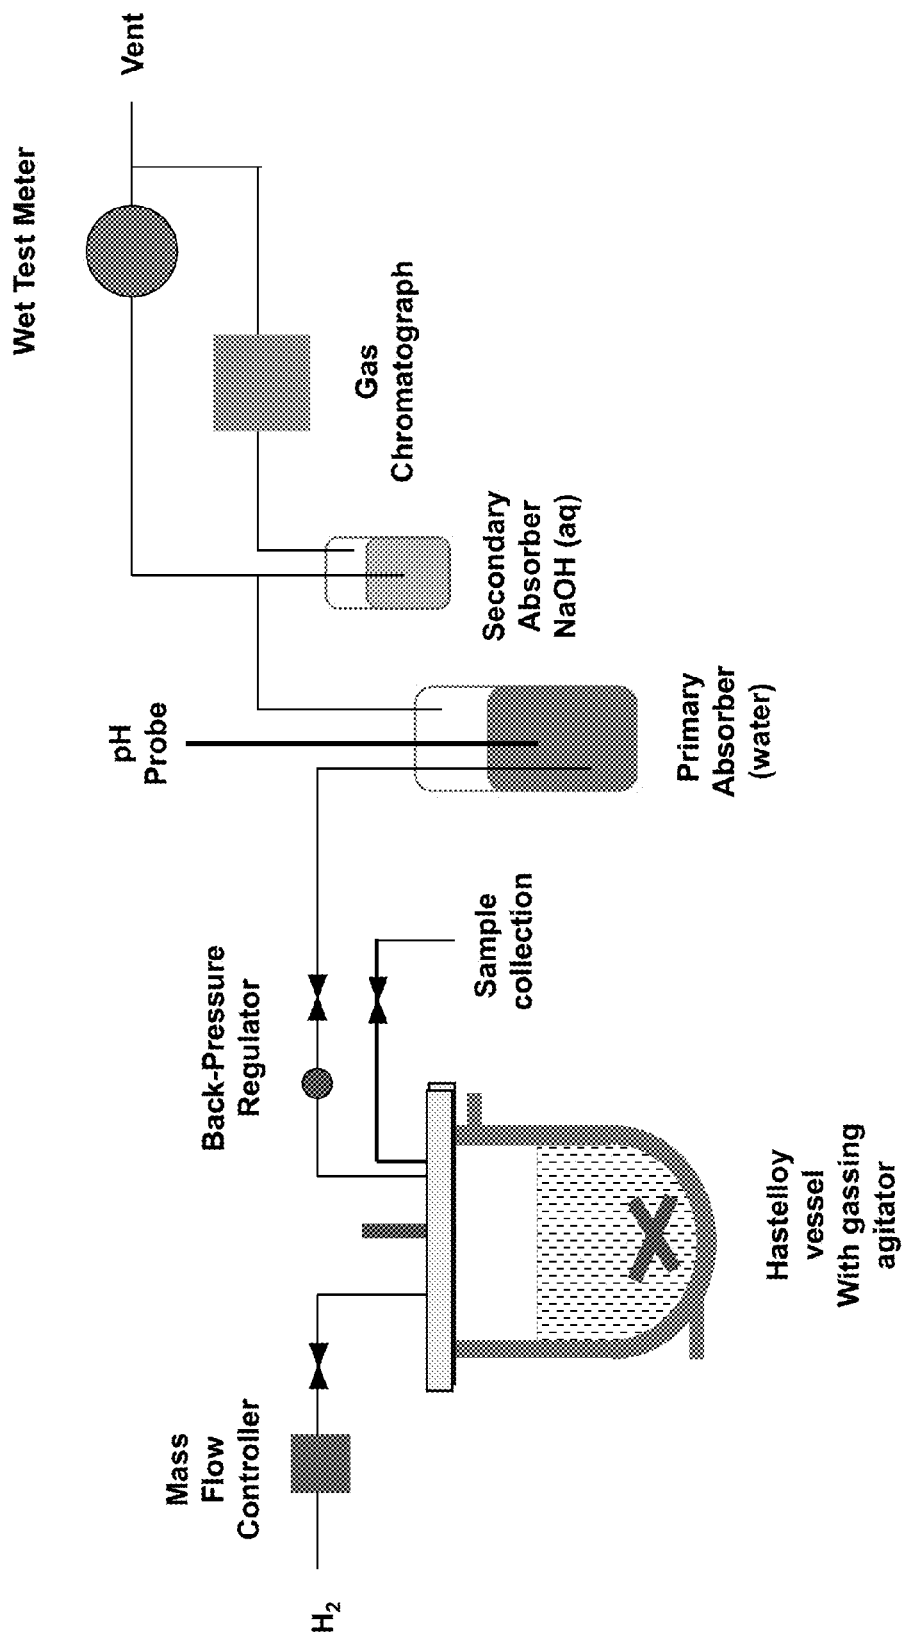 H2
Mass
Flow
Controller
Hastelloy
vessel
With gassing
agitator
Back-Pressure
Regulator
Sample
collection
pH
Probe
Primary
Absorber
(water)
Secondary
Absorber
NaOH (aq)
Gas
Chromatograph
Wet Test Meter
Vent